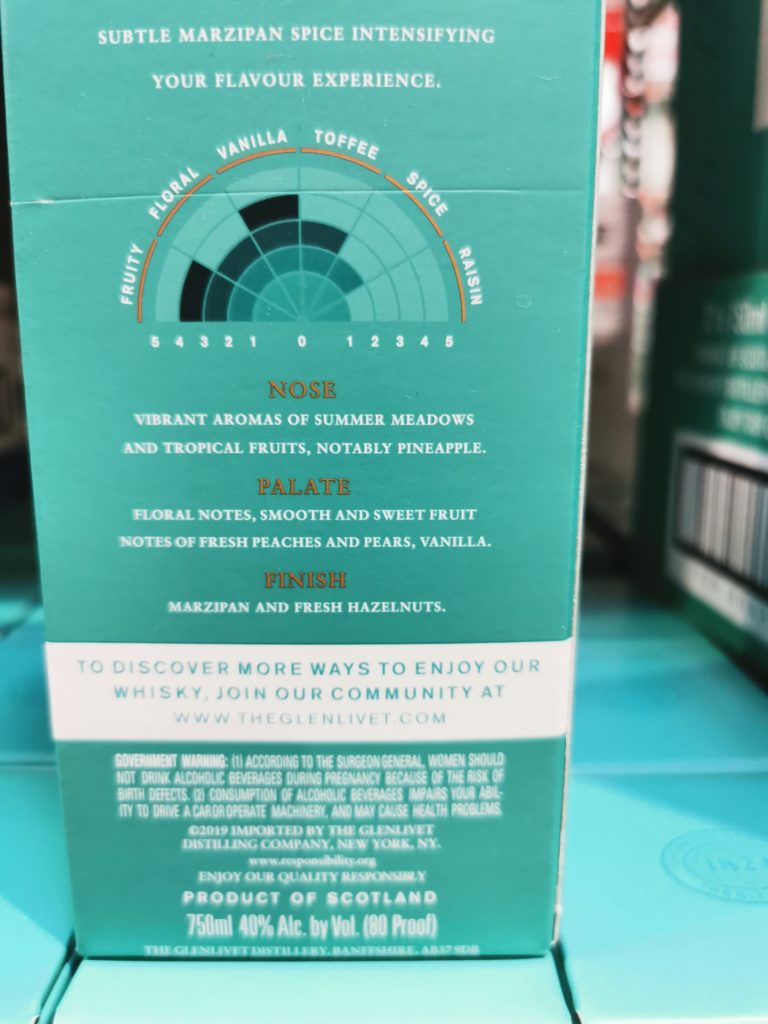 SUBTLE MARZIPAN SPICE INTENSIFYING
YOUR FLAVOUR EXPERIENCE.
FRUITY FLORAL VANILLA TOFFEE SPICE RAISIN
5 4 3 2 1 0 1 2 3 4 5
NOSE
VIBRANT AROMAS OF SUMMER MEADOWS
AND TROPICAL FRUITS, NOTABLY PINEAPPLE.
PALATE
FLORAL NOTES, SMOOTH AND SWEET FRUIT
NOTES OF FRESH PEACHES AND PEARS, VANILLA.
FINISH
MARZIPAN AND FRESH HAZELNUTS.
TO DISCOVER MORE WAYS TO ENJOY OUR
WHISKY, JOIN OUR COMMUNITY AT
WWW.THEGLENLIVET.COM
GOVERNMENT WARNING: (1) ACCORDING TO THE SURGEON GENERAL, WOMEN SHOULD
NOT DRINK ALCOHOLIC BEVERAGES DURING PREGNANCY BECAUSE OF THE RISK OF
BIRTH DEFECTS. (2) CONSUMPTION OF ALCOHOLIC BEVERAGES IMPAIRS YOUR ABIL-
ITY TO DRIVE A CAR OR OPERATE MACHINERY, AND MAY CAUSE HEALTH PROBLEMS.
©2019 IMPORTED BY THE GLENLIVET
DISTILLING COMPANY, NEW YORK, NY.
www.responsibility.org
ENJOY OUR QUALITY RESPONSIBLY
PRODUCT OF SCOTLAND
750ml 40% Alc. by Vol. (80 Proof)
THE GLENLIVET DISTILLERY, BANFFSHIRE, AB37 9DB
1824